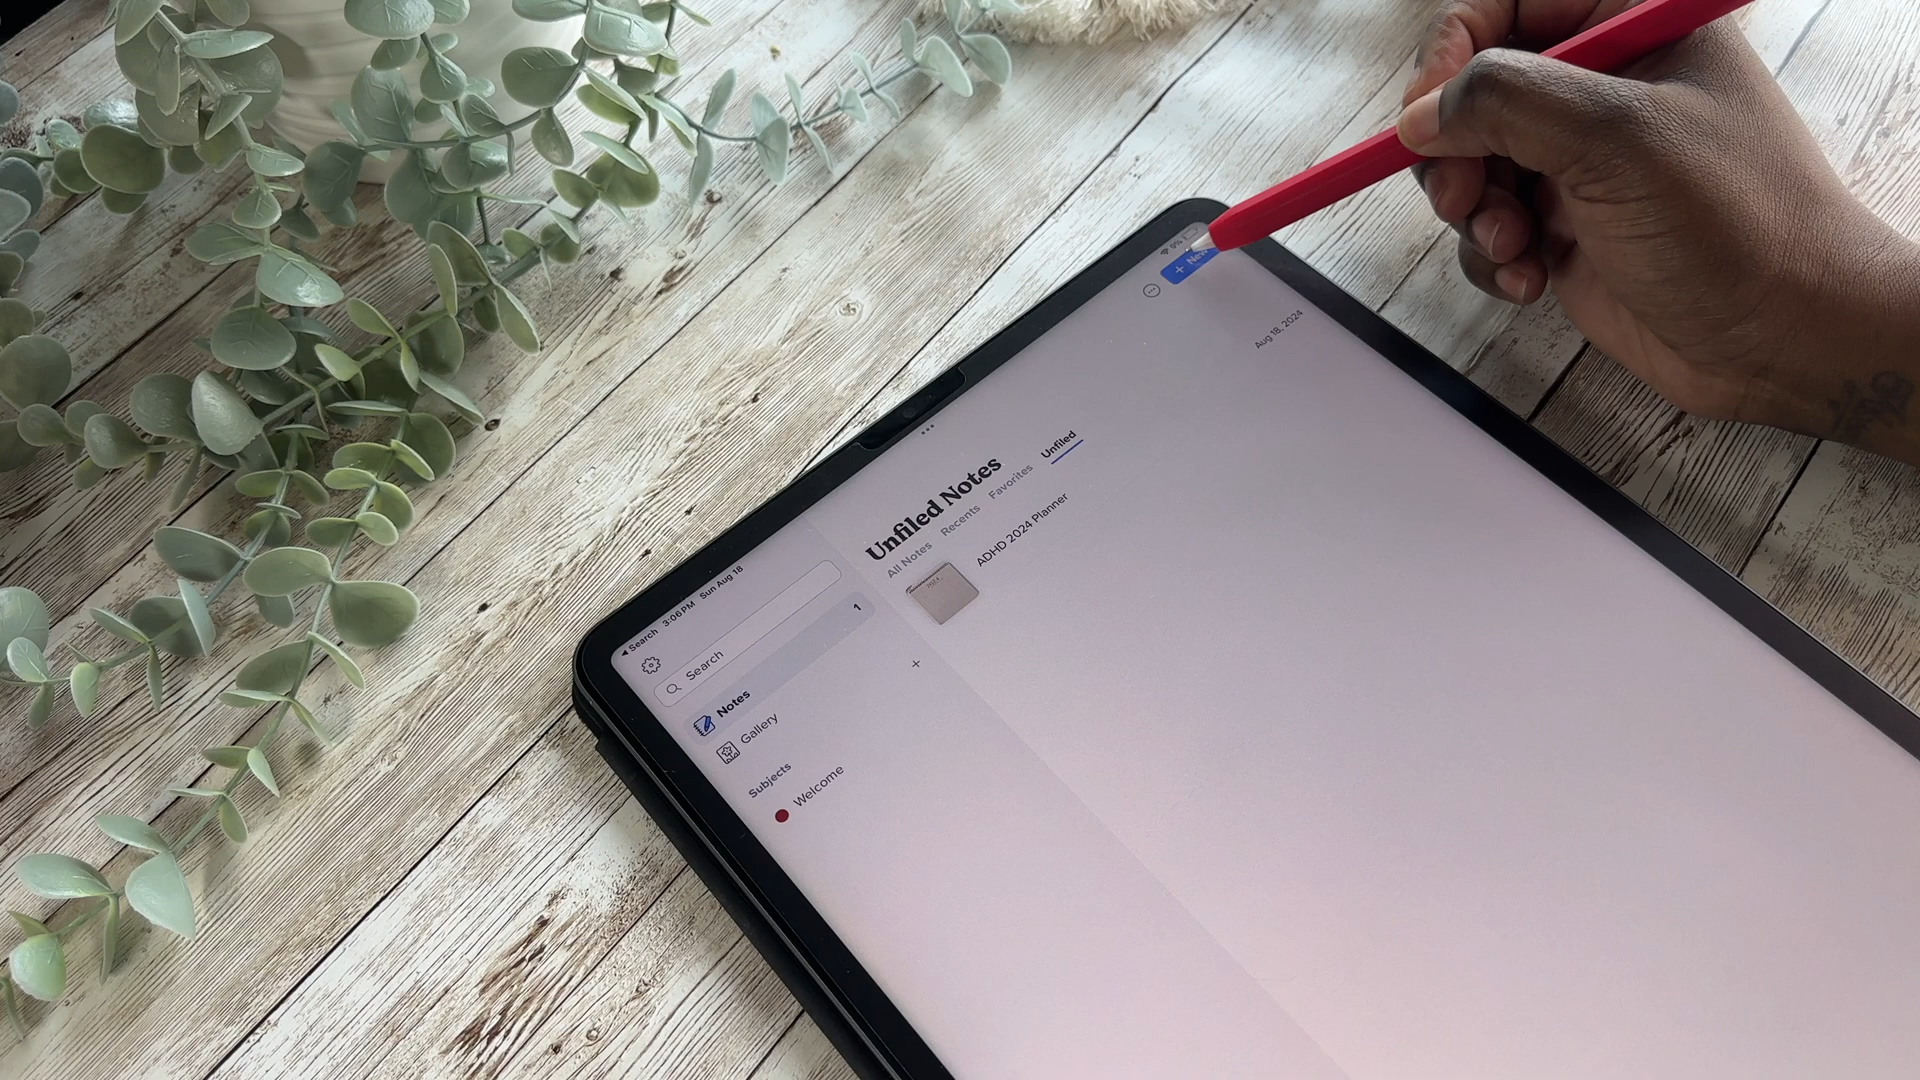 ◀ Search 3:06 PM Sun Aug 18
+ New
Search
Notes 1
Gallery
Subjects +
Welcome
Unfiled Notes
All Notes Recents Favorites Unfiled
ADHD 2024 Planner
Aug 18, 2024